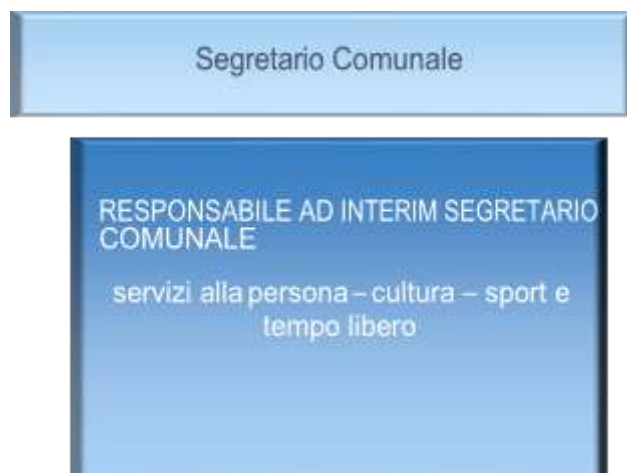 Segretario Comunale
RESPONSABILE AD INTERIM SEGRETARIO
COMUNALE
servizi alla persona – cultura – sport e
tempo libero